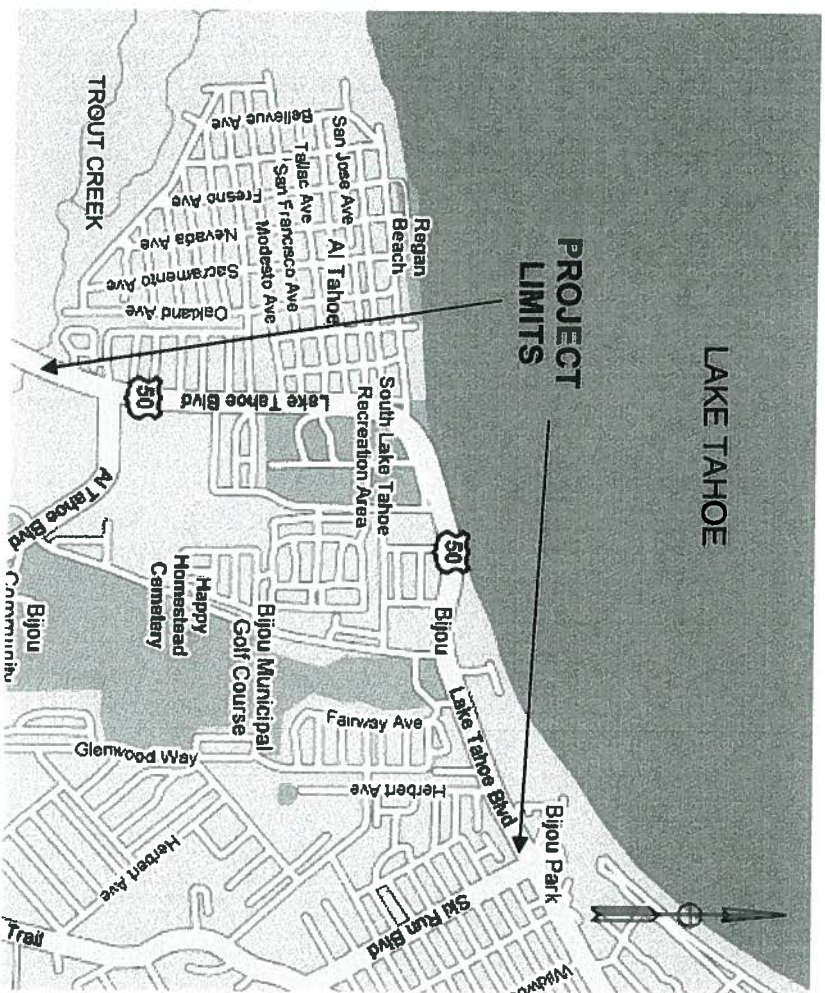 LAKE TAHOE
PROJECT
LIMITS
TROUT CREEK
Bellevue Ave
San Jose Ave
Tallac Ave
San Francisco Ave
Modesto Ave
Al Tahoe
Regan
Beach
Fresno Ave
Nevada Ave
Sacramento Ave
Oakland Ave
50
Lake Tahoe Blvd
South Lake Tahoe
Recreation Area
50
Bijou
Al Tahoe Blvd
Happy
Homestead
Cemetery
Bijou Municipal
Golf Course
Bijou
Community
Fairway Ave
Lake Tahoe Blvd
Glenwood Way
Herbert Ave
Herbert Ave
Bijou Park
Ski Run Blvd
Trail